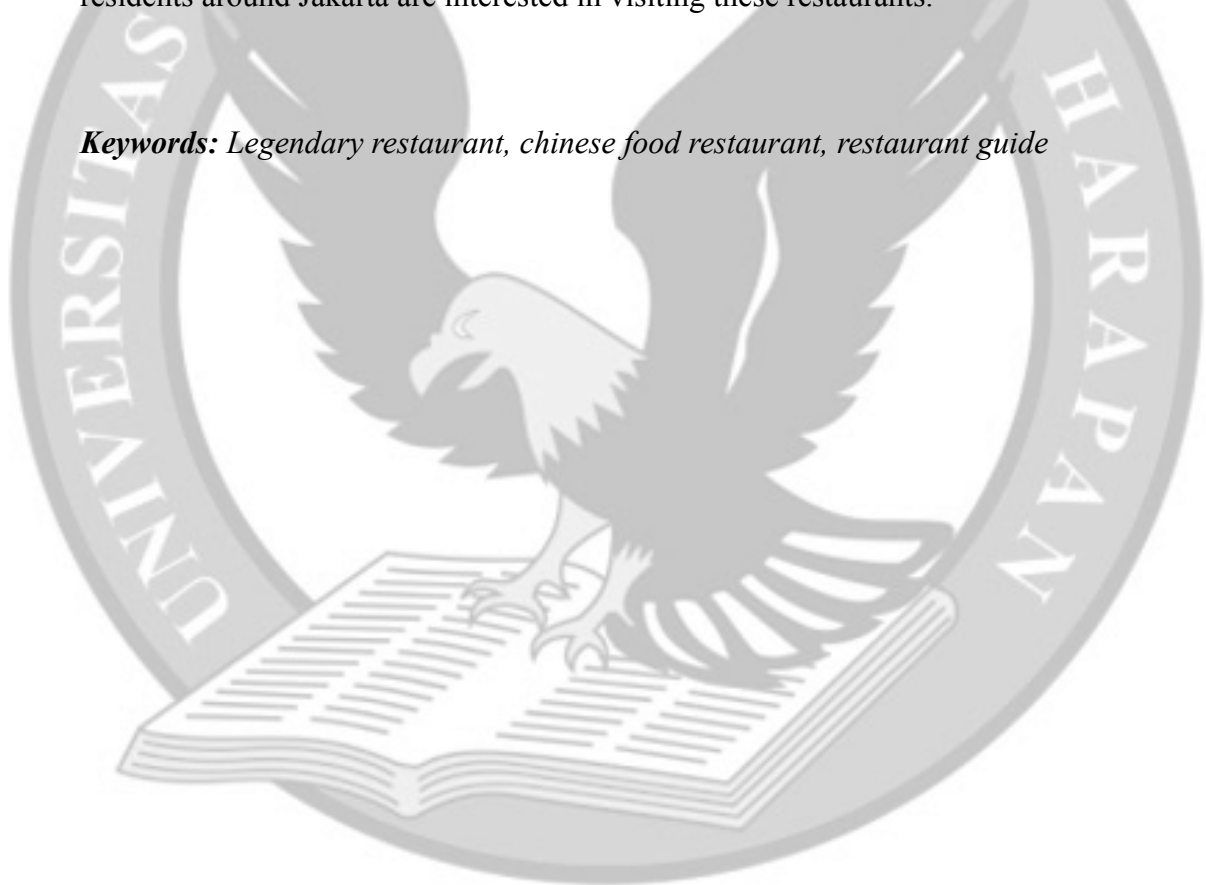 residents around Jakarta are interested in visiting these restaurants.
Keywords: Legendary restaurant, chinese food restaurant, restaurant guide
UNIVERSITAS
HARAPAN